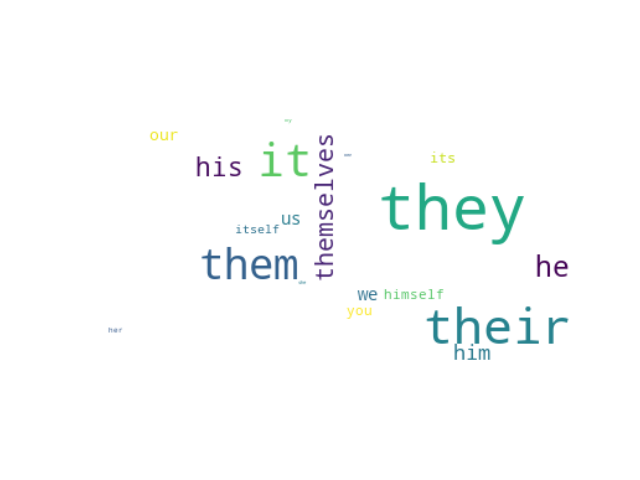 our
his
it
themselves
its
they
us
itself
them
he
we
himself
you
their
her
him